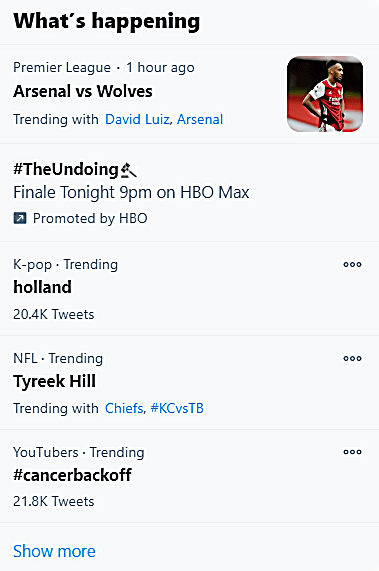 What's happening
Premier League · 1 hour ago
Arsenal vs Wolves
Trending with David Luiz, Arsenal
#TheUndoing
Finale Tonight 9pm on HBO Max
Promoted by HBO
K-pop · Trending
holland
20.4K Tweets
NFL · Trending
Tyreek Hill
Trending with Chiefs, #KCvsTB
YouTubers · Trending
#cancerbackoff
21.8K Tweets
Show more